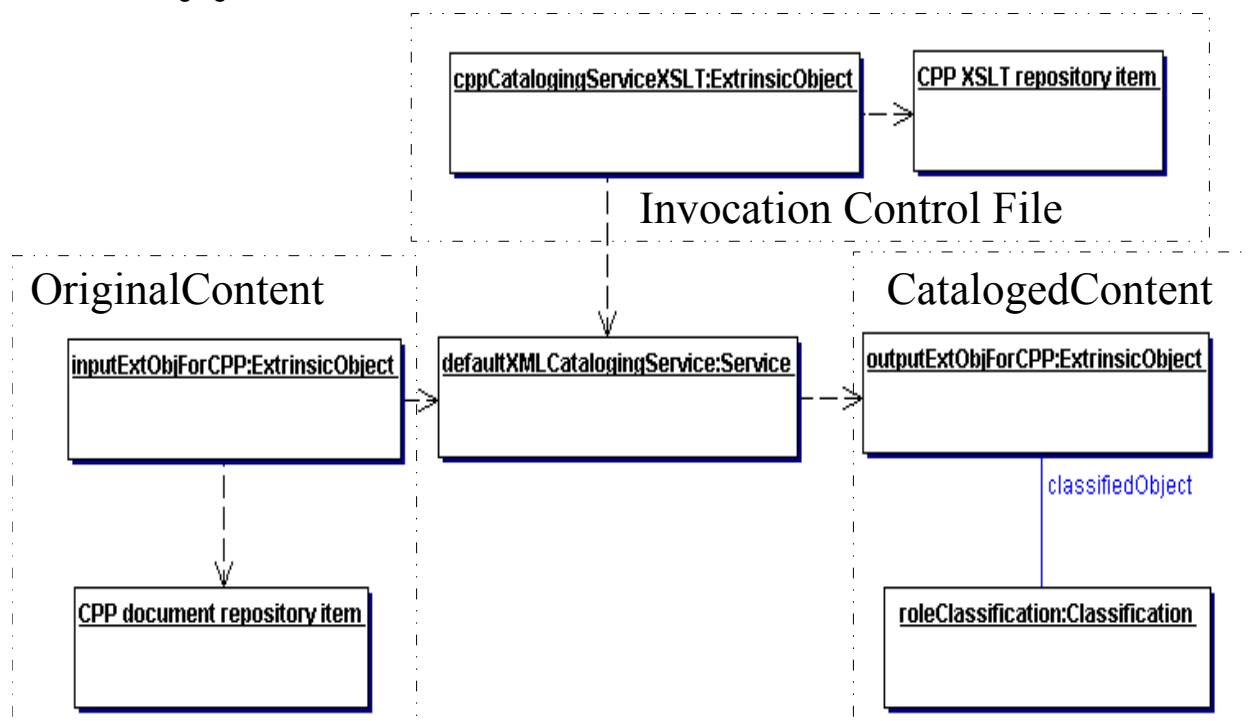 cppCatalogingServiceXSLT:ExtrinsicObject
CPP XSLT repository item
Invocation Control File
OriginalContent
CatalogedContent
inputExtObjForCPP:ExtrinsicObject
defaultXMLCatalogingService:Service
outputExtObjForCPP:ExtrinsicObject
classifiedObject
CPP document repository item
roleClassification:Classification